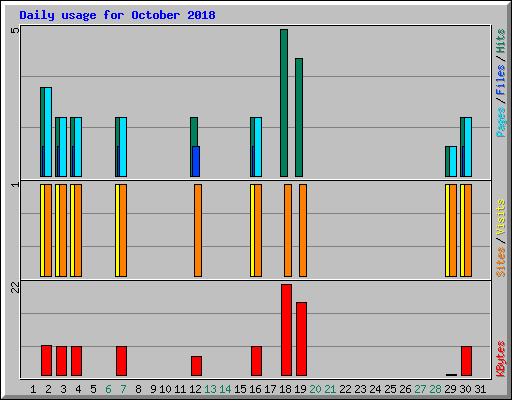 Daily usage for October 2018
5
Pages / Files / Hits
1
Sites / Visits
22
KBytes
1 2 3 4 5 6 7 8 9 10 11 12 13 14 15 16 17 18 19 20 21 22 23 24 25 26 27 28 29 30 31